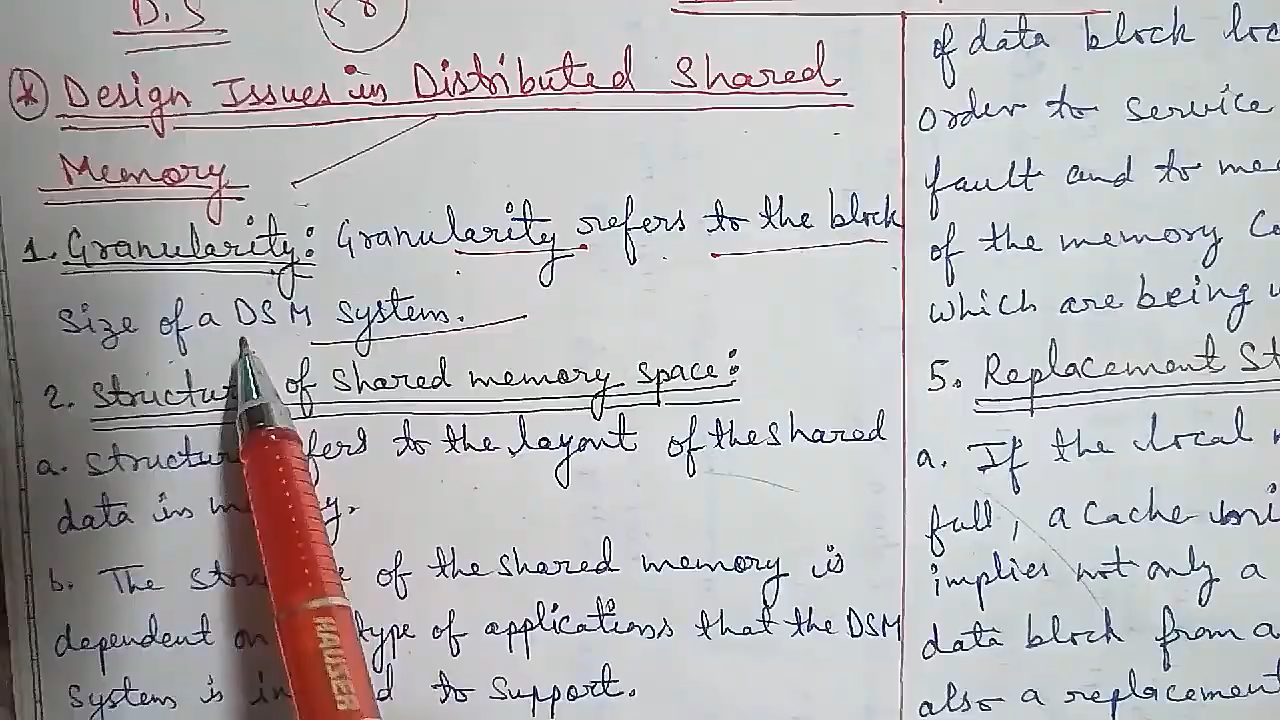 D.S
58
* Design Issues in Distributed Shared
Memory
1. Granularity: Granularity refers to the block
size of a DSM system.
2. of shared memory space:
a. to the layout of the shared
data in
b. The of the shared memory is
dependent on type of applications that the DSM
system is to support.
of data block
order to service
fault and to
of the memory
which are being
5. Replacement
a. If the local
full, a cache
implies not only a
data block from a
also a replacement
HAUSER